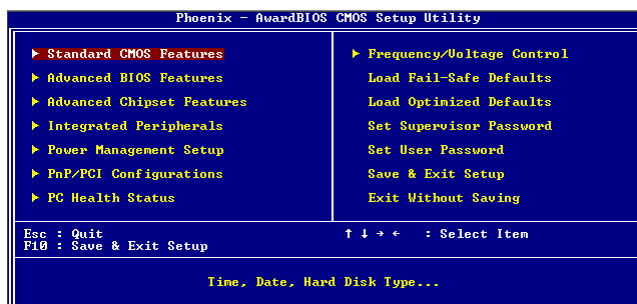 Phoenix - AwardBIOS CMOS Setup Utility
▶ Standard CMOS Features
▶ Advanced BIOS Features
▶ Advanced Chipset Features
▶ Integrated Peripherals
▶ Power Management Setup
▶ PnP/PCI Configurations
▶ PC Health Status
▶ Frequency/Voltage Control
Load Fail-Safe Defaults
Load Optimized Defaults
Set Supervisor Password
Set User Password
Save & Exit Setup
Exit Without Saving
Esc : Quit
F10 : Save & Exit Setup
↑ ↓ → ← : Select Item
Time, Date, Hard Disk Type...